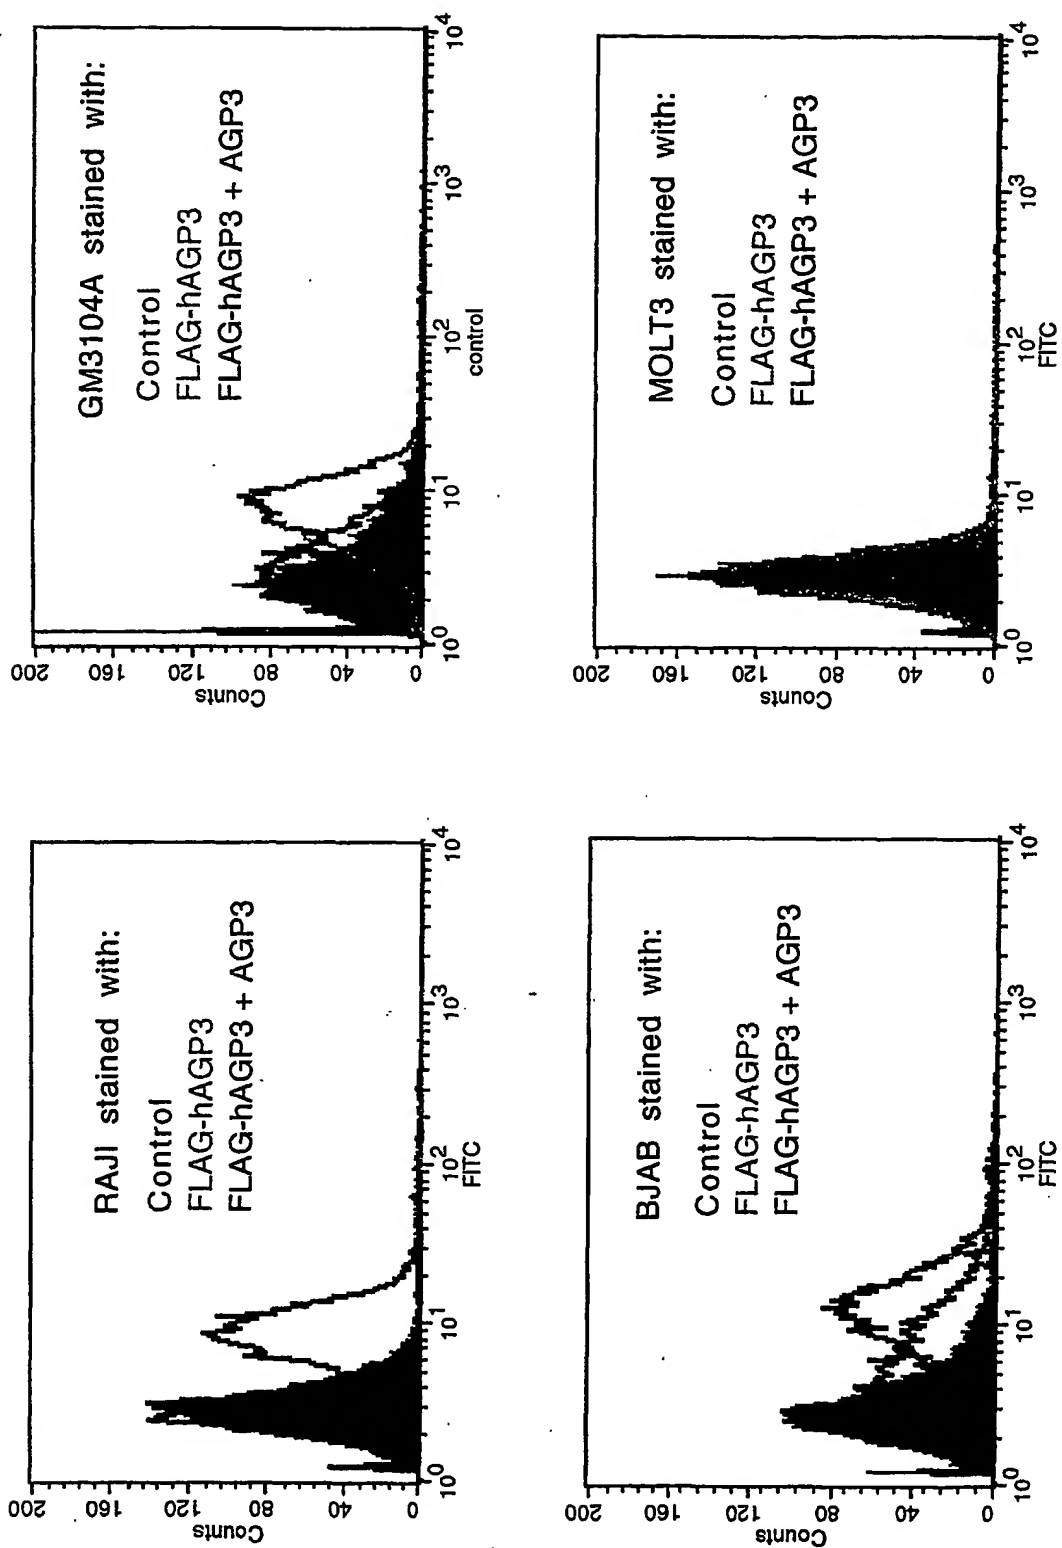 GM3104A stained with:
Control
FLAG-hAGP3
FLAG-hAGP3 + AGP3
Counts
200
160
120
80
40
0
10^0
10^1
10^2
10^3
10^4
control
MOLT3 stained with:
Control
FLAG-hAGP3
FLAG-hAGP3 + AGP3
Counts
200
160
120
80
40
0
10^0
10^1
10^2
10^3
10^4
FITC
RAJI stained with:
Control
FLAG-hAGP3
FLAG-hAGP3 + AGP3
Counts
200
160
120
80
40
0
10^0
10^1
10^2
10^3
10^4
FITC
BJAB stained with:
Control
FLAG-hAGP3
FLAG-hAGP3 + AGP3
Counts
200
160
120
80
40
0
10^0
10^1
10^2
10^3
10^4
FITC